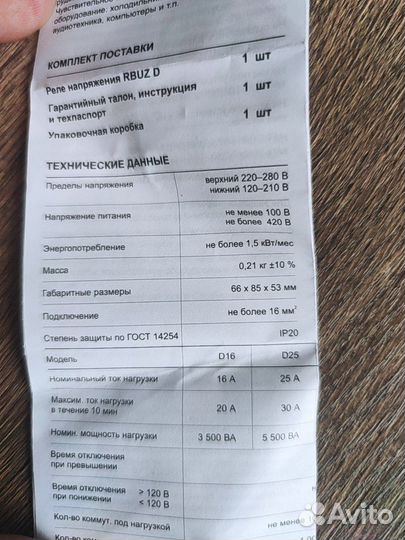 чувствительное
оборудование: холодильн
аудиотехника, компьютеры и т.п.
КОМПЛЕКТ ПОСТАВКИ
Реле напряжения RBUZ D 1 шт
Гарантийный талон, инструкция
и техпаспорт 1 шт
Упаковочная коробка 1 шт
ТЕХНИЧЕСКИЕ ДАННЫЕ
Пределы напряжения верхний 220–280 В
нижний 120–210 В
Напряжение питания не менее 100 В
не более 420 В
Энергопотребление не более 1,5 кВт/мес
Масса 0,21 кг ±10 %
Габаритные размеры 66 х 85 х 53 мм
Подключение не более 16 мм²
Степень защиты по ГОСТ 14254 IP20
Модель D16 D25
Номинальный ток нагрузки 16 А 25 А
Максим. ток нагрузки
в течение 10 мин 20 А 30 А
Номин. мощность нагрузки 3 500 ВА 5 500 ВА
Время отключения
при превышении
Время отключения ≥ 120 В
при понижении ≤ 120 В
Кол-во коммут. под нагрузкой не менее
Кол-во комм
Avito